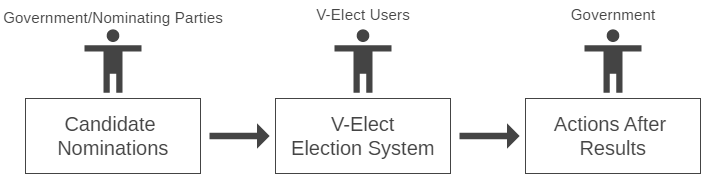 Government/Nominating Parties
V-Elect Users
Government
Candidate
Nominations
V-Elect
Election System
Actions After
Results